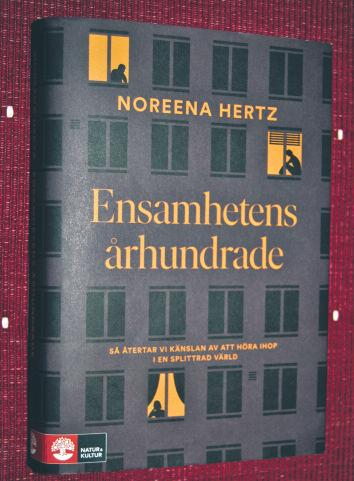 NOREENA HERTZ
Ensamhetens
århundrade
SÅ ÅTERTAR VI KÄNSLAN AV ATT HÖRA IHOP
I EN SPLITTRAD VÄRLD
NATUR &
KULTUR